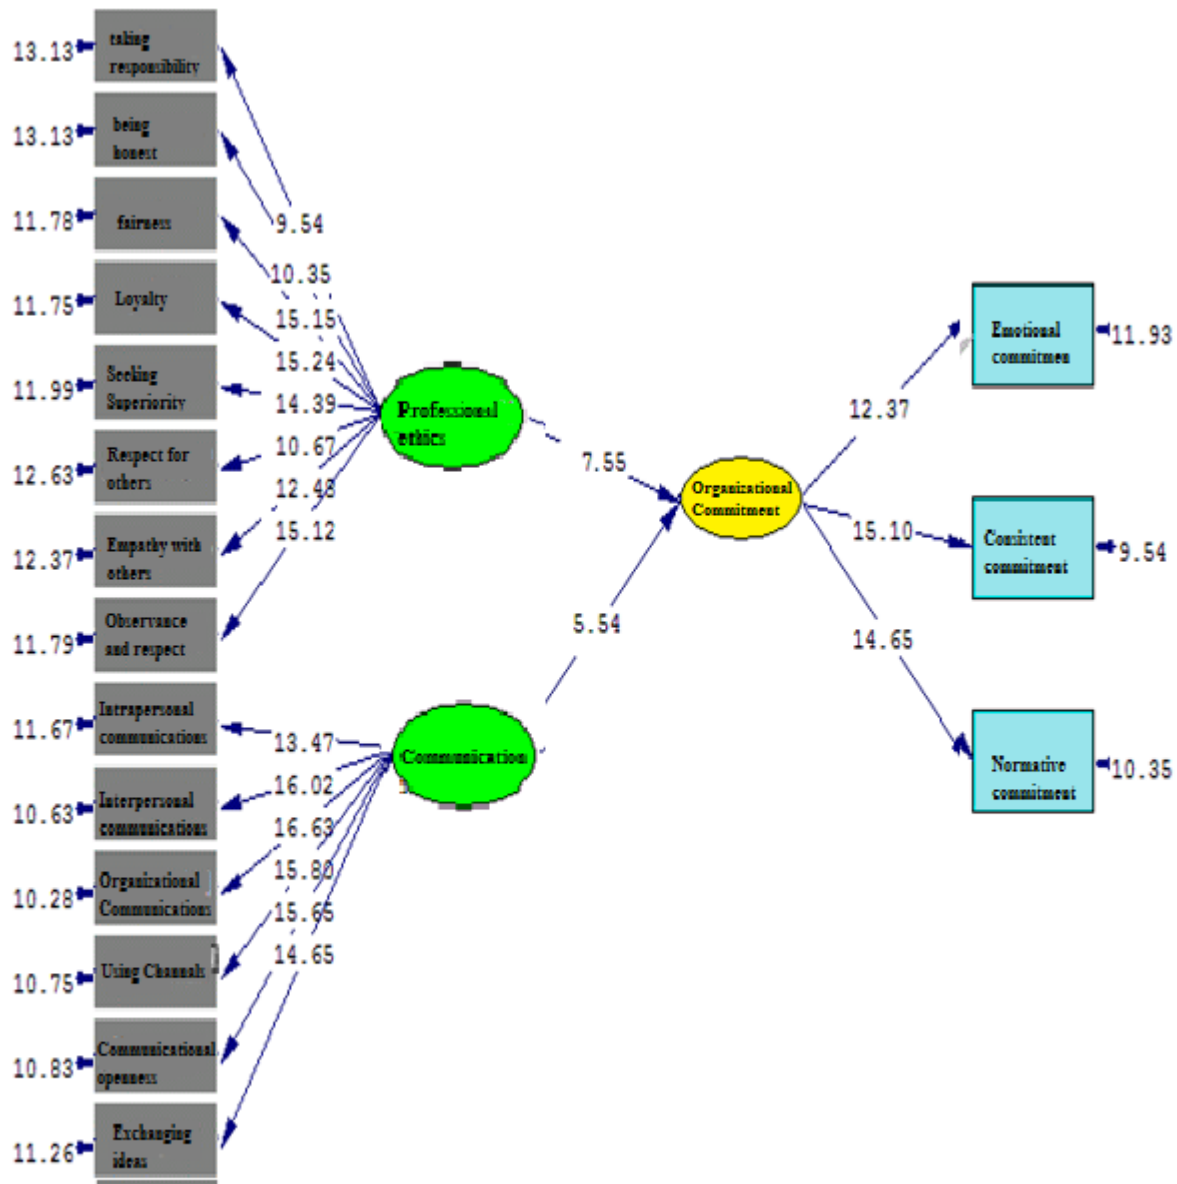 13.13
taking
responsibility
13.13
being
honest
11.78
fairness
11.75
Loyalty
11.99
Seeking
Superiority
12.63
Respect for
others
12.37
Empathy with
others
11.79
Observance
and respect
11.67
Intrapersonal
communications
10.63
Interpersonal
communications
10.28
Organizational
Communications
10.75
Using Channals
10.83
Communicational
openness
11.26
Exchanging
ideas
9.54
10.35
15.15
15.24
14.39
10.67
12.48
15.12
13.47
16.02
16.63
15.80
15.65
14.65
Professional
ethics
Communication
7.55
5.54
Organizational
Commitment
12.37
15.10
14.65
Emotional
commitmen
11.93
Consistent
commitment
9.54
Normative
commitment
10.35